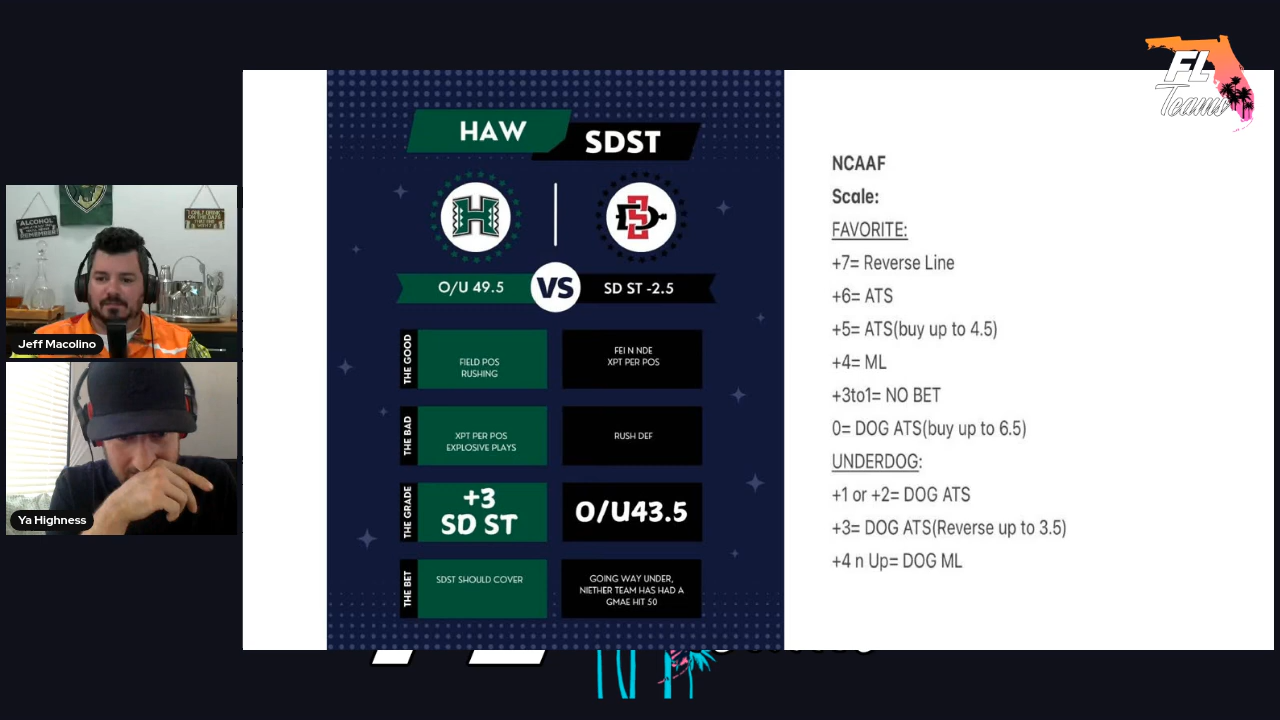 FL
Teams
HAW
SDST
O/U 49.5
VS
SD ST -2.5
THE GOOD
FIELD POS
RUSHING
FEI N NDE
XPT PER POS
THE BAD
XPT PER POS
EXPLOSIVE PLAYS
RUSH DEF
THE GRADE
+3
SD ST
O/U43.5
THE BET
SDST SHOULD COVER
GOING WAY UNDER,
NIETHER TEAM HAS HAD A
GMAE HIT 50
NCAAF
Scale:
FAVORITE:
+7= Reverse Line
+6= ATS
+5= ATS(buy up to 4.5)
+4= ML
+3to1= NO BET
0= DOG ATS(buy up to 6.5)
UNDERDOG:
+1 or +2= DOG ATS
+3= DOG ATS(Reverse up to 3.5)
+4 n Up= DOG ML
ALCOHOL
REMEMBER
Jeff Macolino
Ya Highness